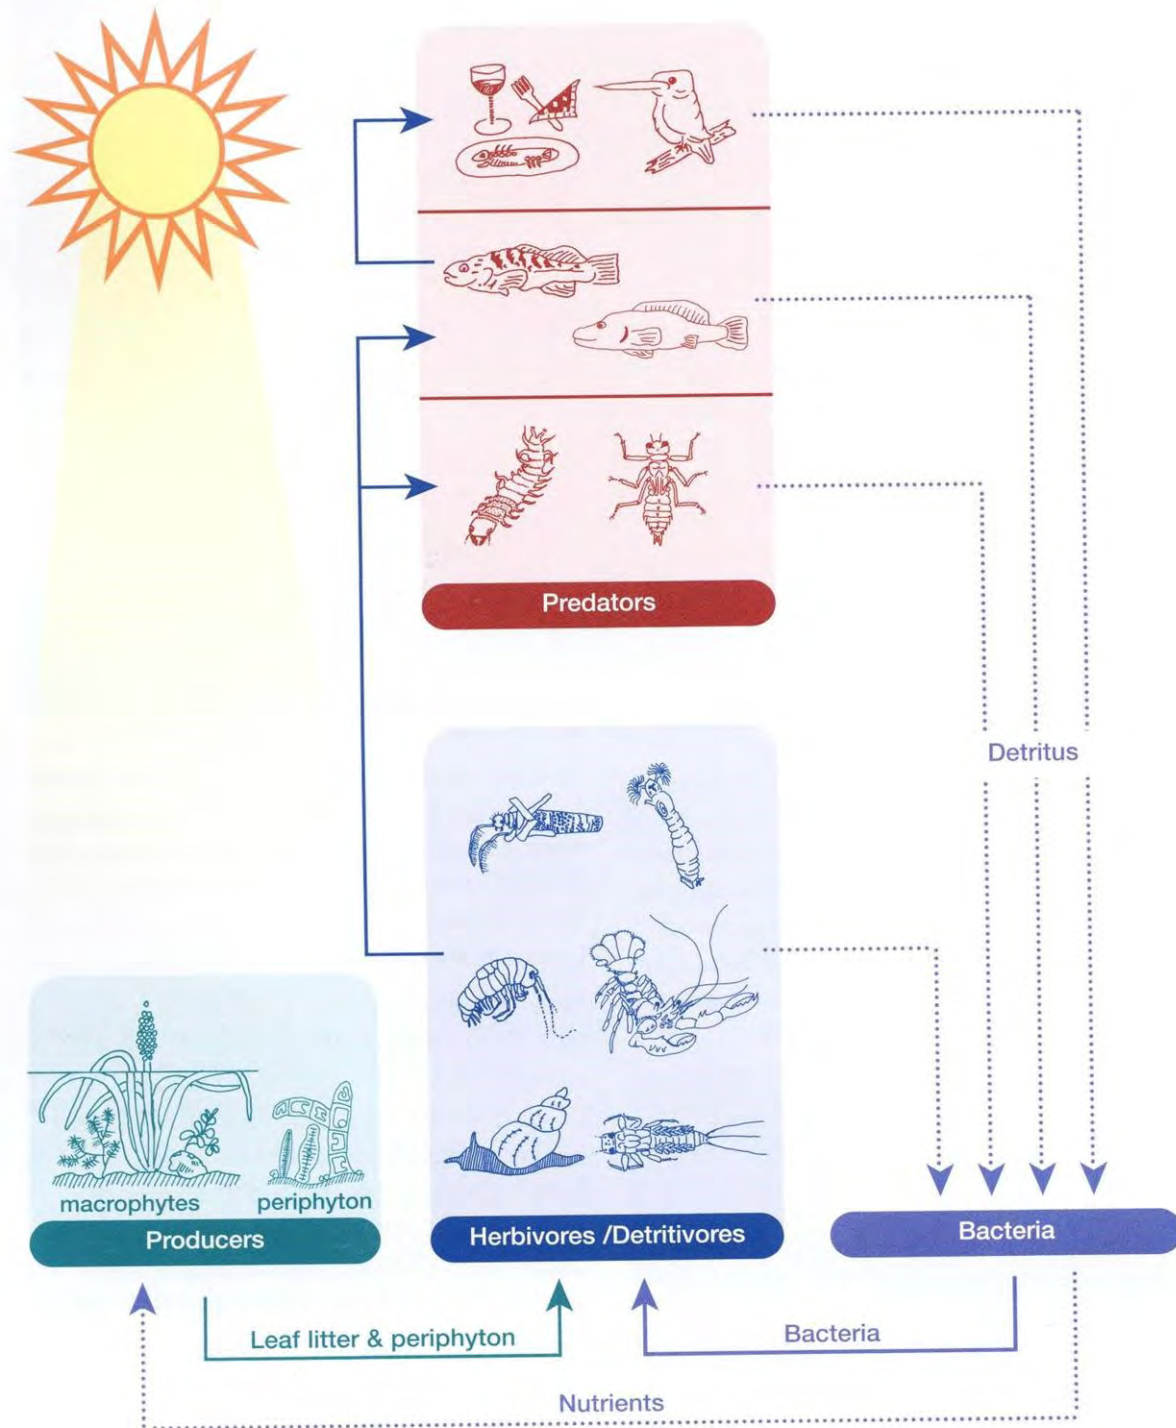 Predators
Detritus
macrophytes
periphyton
Producers
Herbivores /Detritivores
Bacteria
Leaf litter & periphyton
Bacteria
Nutrients